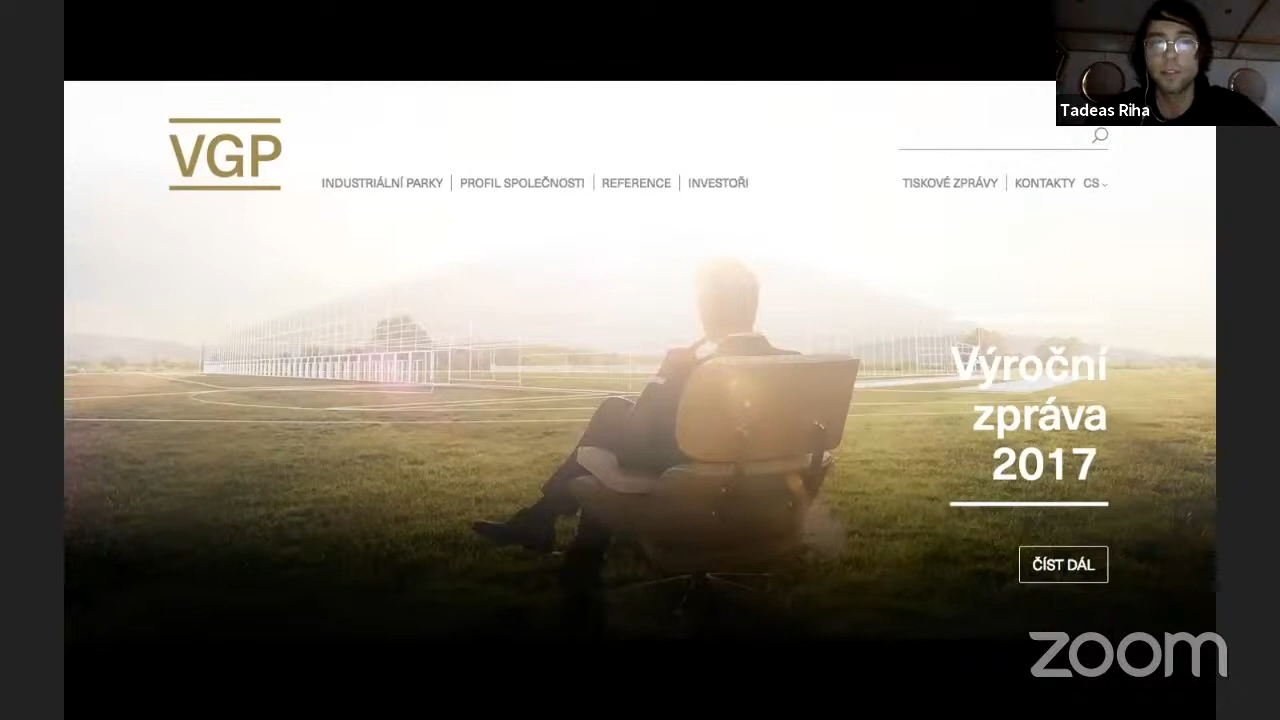 Tadeas Riha
VGP
INDUSTRIÁLNÍ PARKY | PROFIL SPOLEČNOSTI | REFERENCE | INVESTOŘI
TISKOVÉ ZPRÁVY | KONTAKTY CS
Výroční
zpráva
2017
ČÍST DÁL
zoom